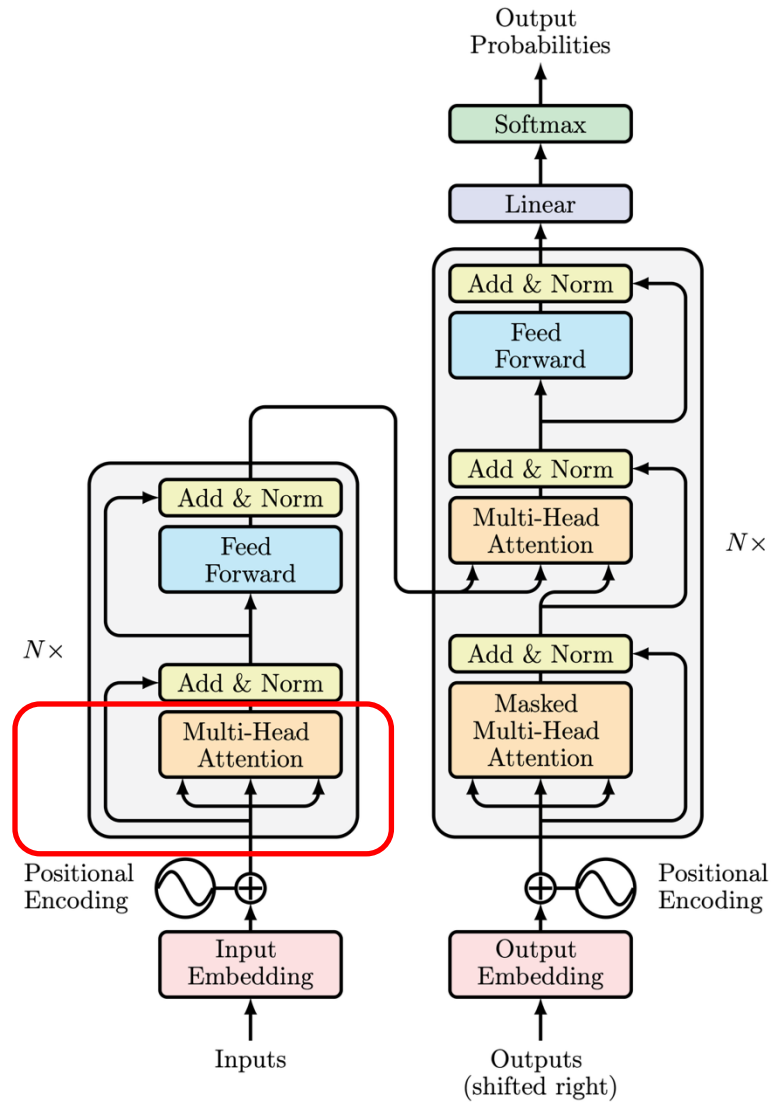 Output
Probabilities
Softmax
Linear
Add & Norm
Feed
Forward
Add & Norm
Multi-Head
Attention
N×
Add & Norm
Masked
Multi-Head
Attention
Add & Norm
Feed
Forward
N×
Add & Norm
Multi-Head
Attention
Positional
Encoding
Positional
Encoding
Input
Embedding
Output
Embedding
Inputs
Outputs
(shifted right)